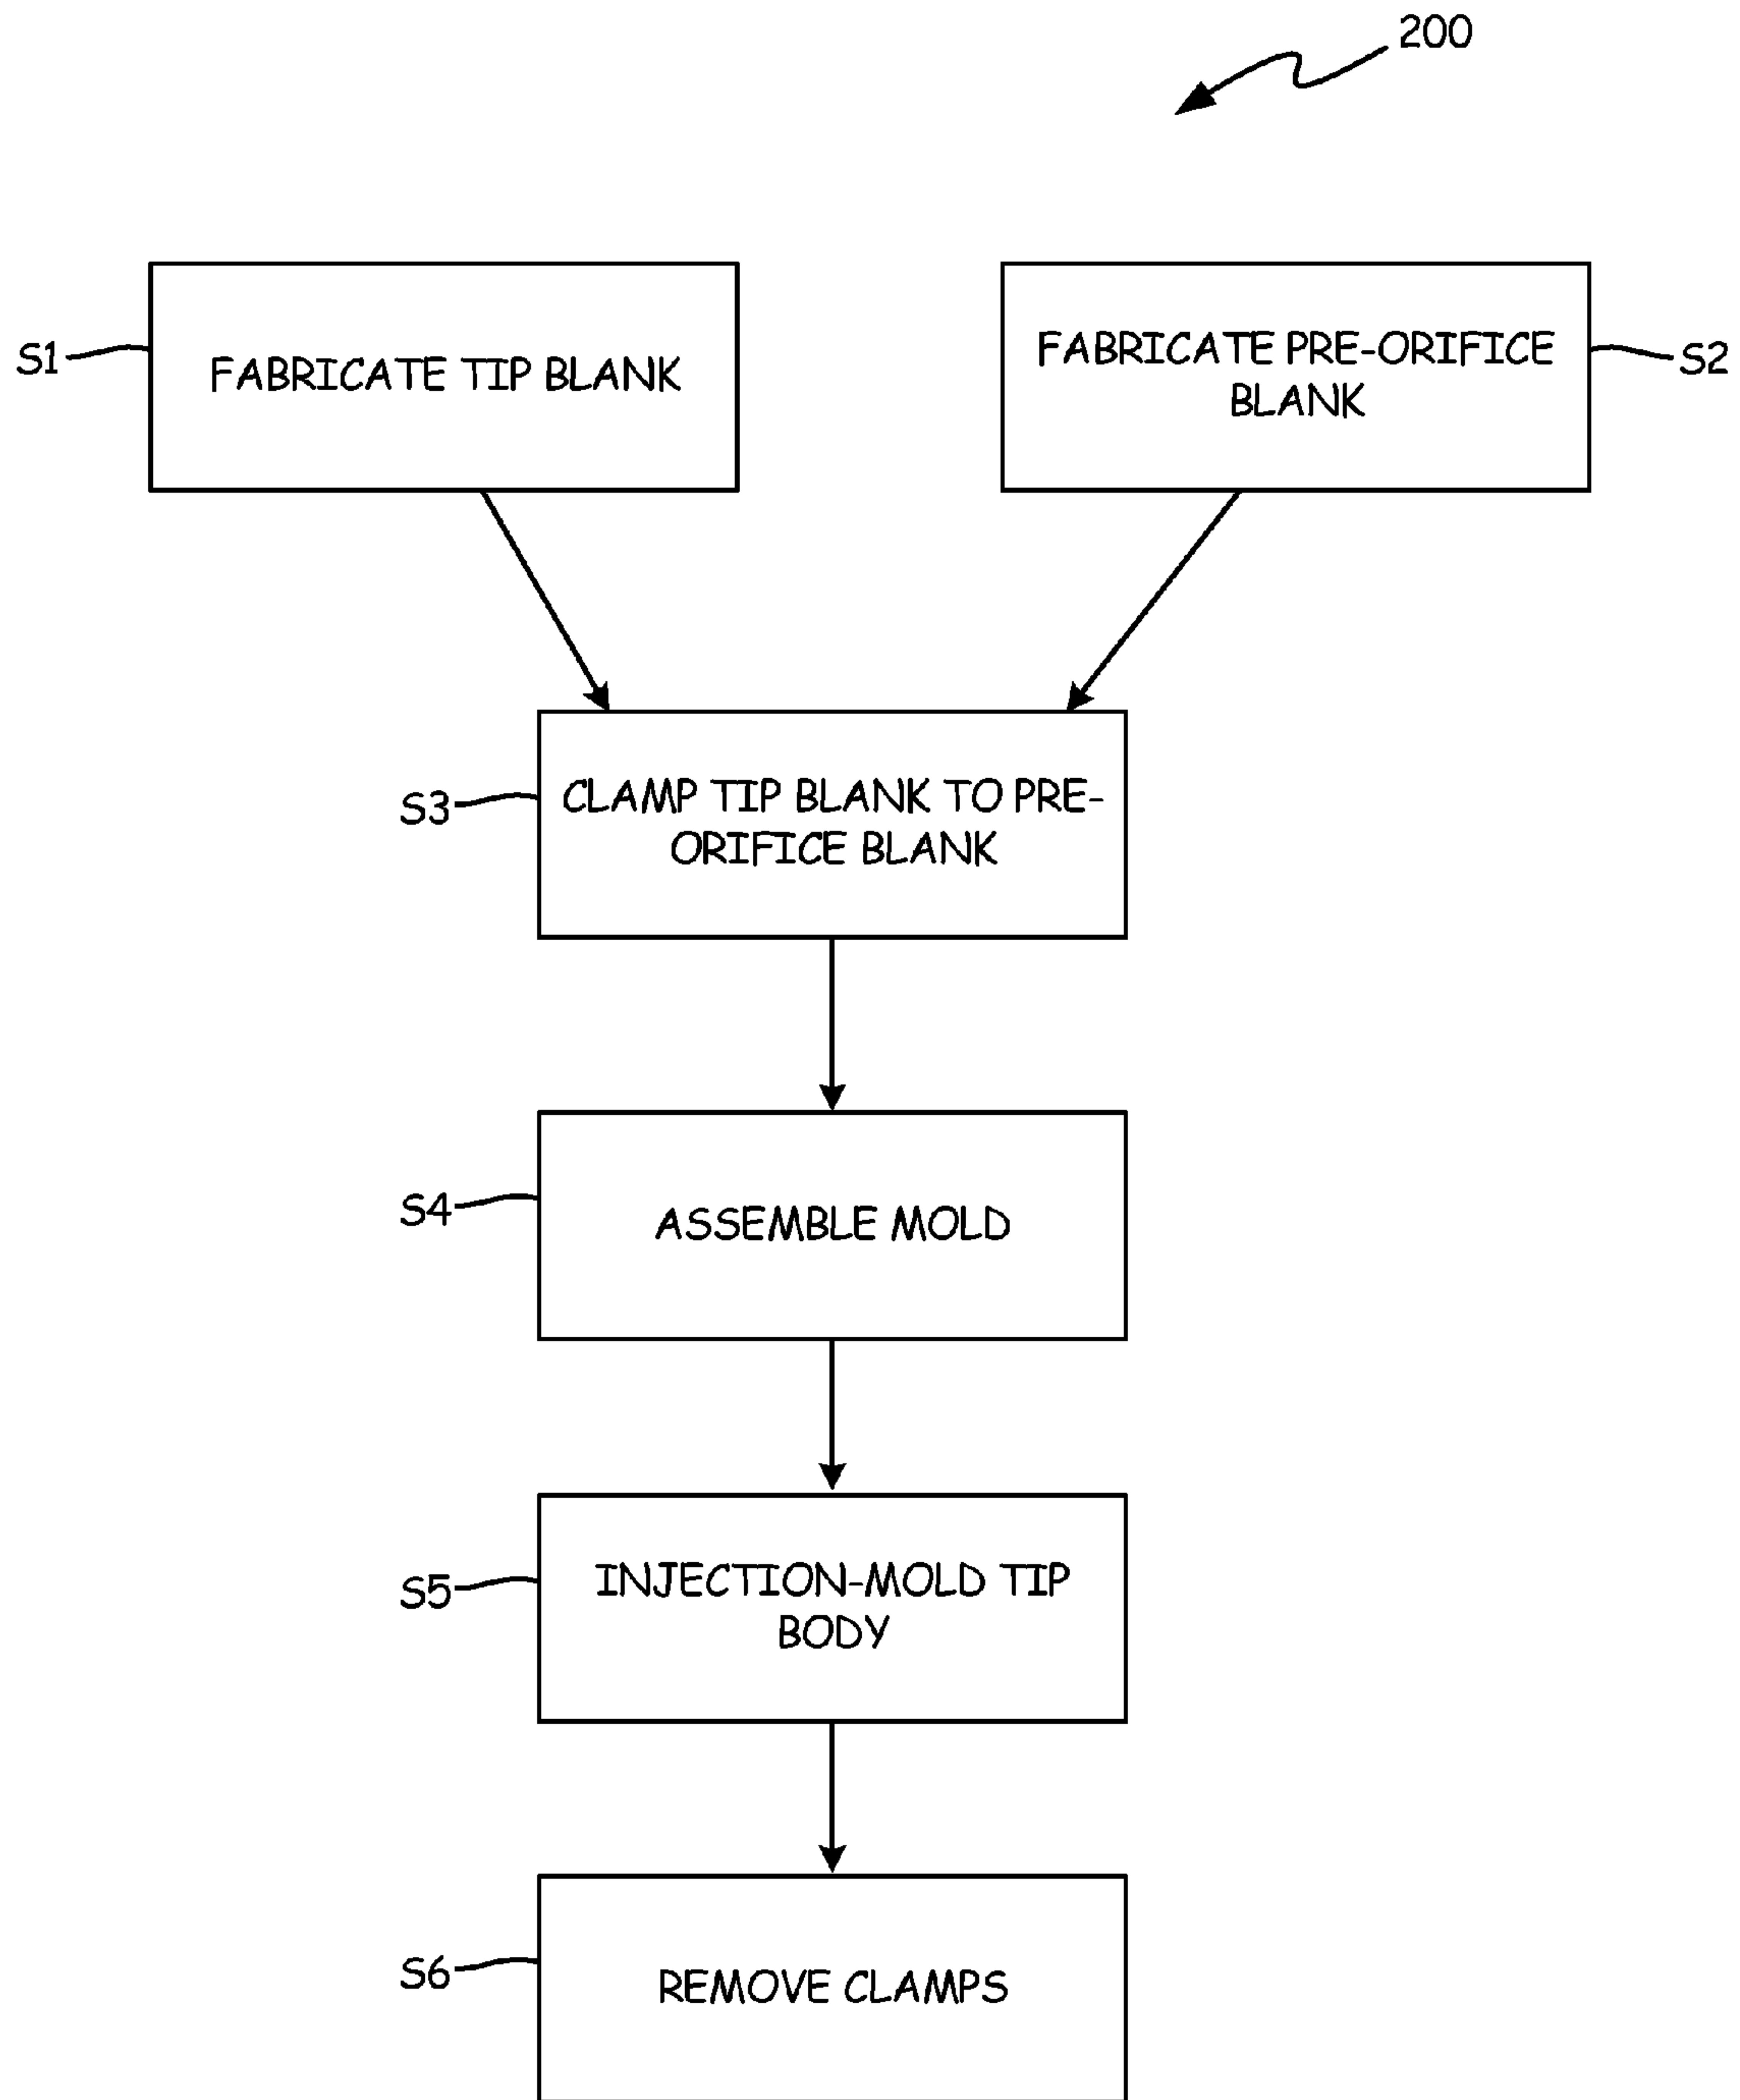 200
S1
FABRICATE TIP BLANK
FABRICATE PRE-ORIFICE
BLANK
S2
S3
CLAMP TIP BLANK TO PRE-
ORIFICE BLANK
S4
ASSEMBLE MOLD
S5
INJECTION-MOLD TIP
BODY
S6
REMOVE CLAMPS